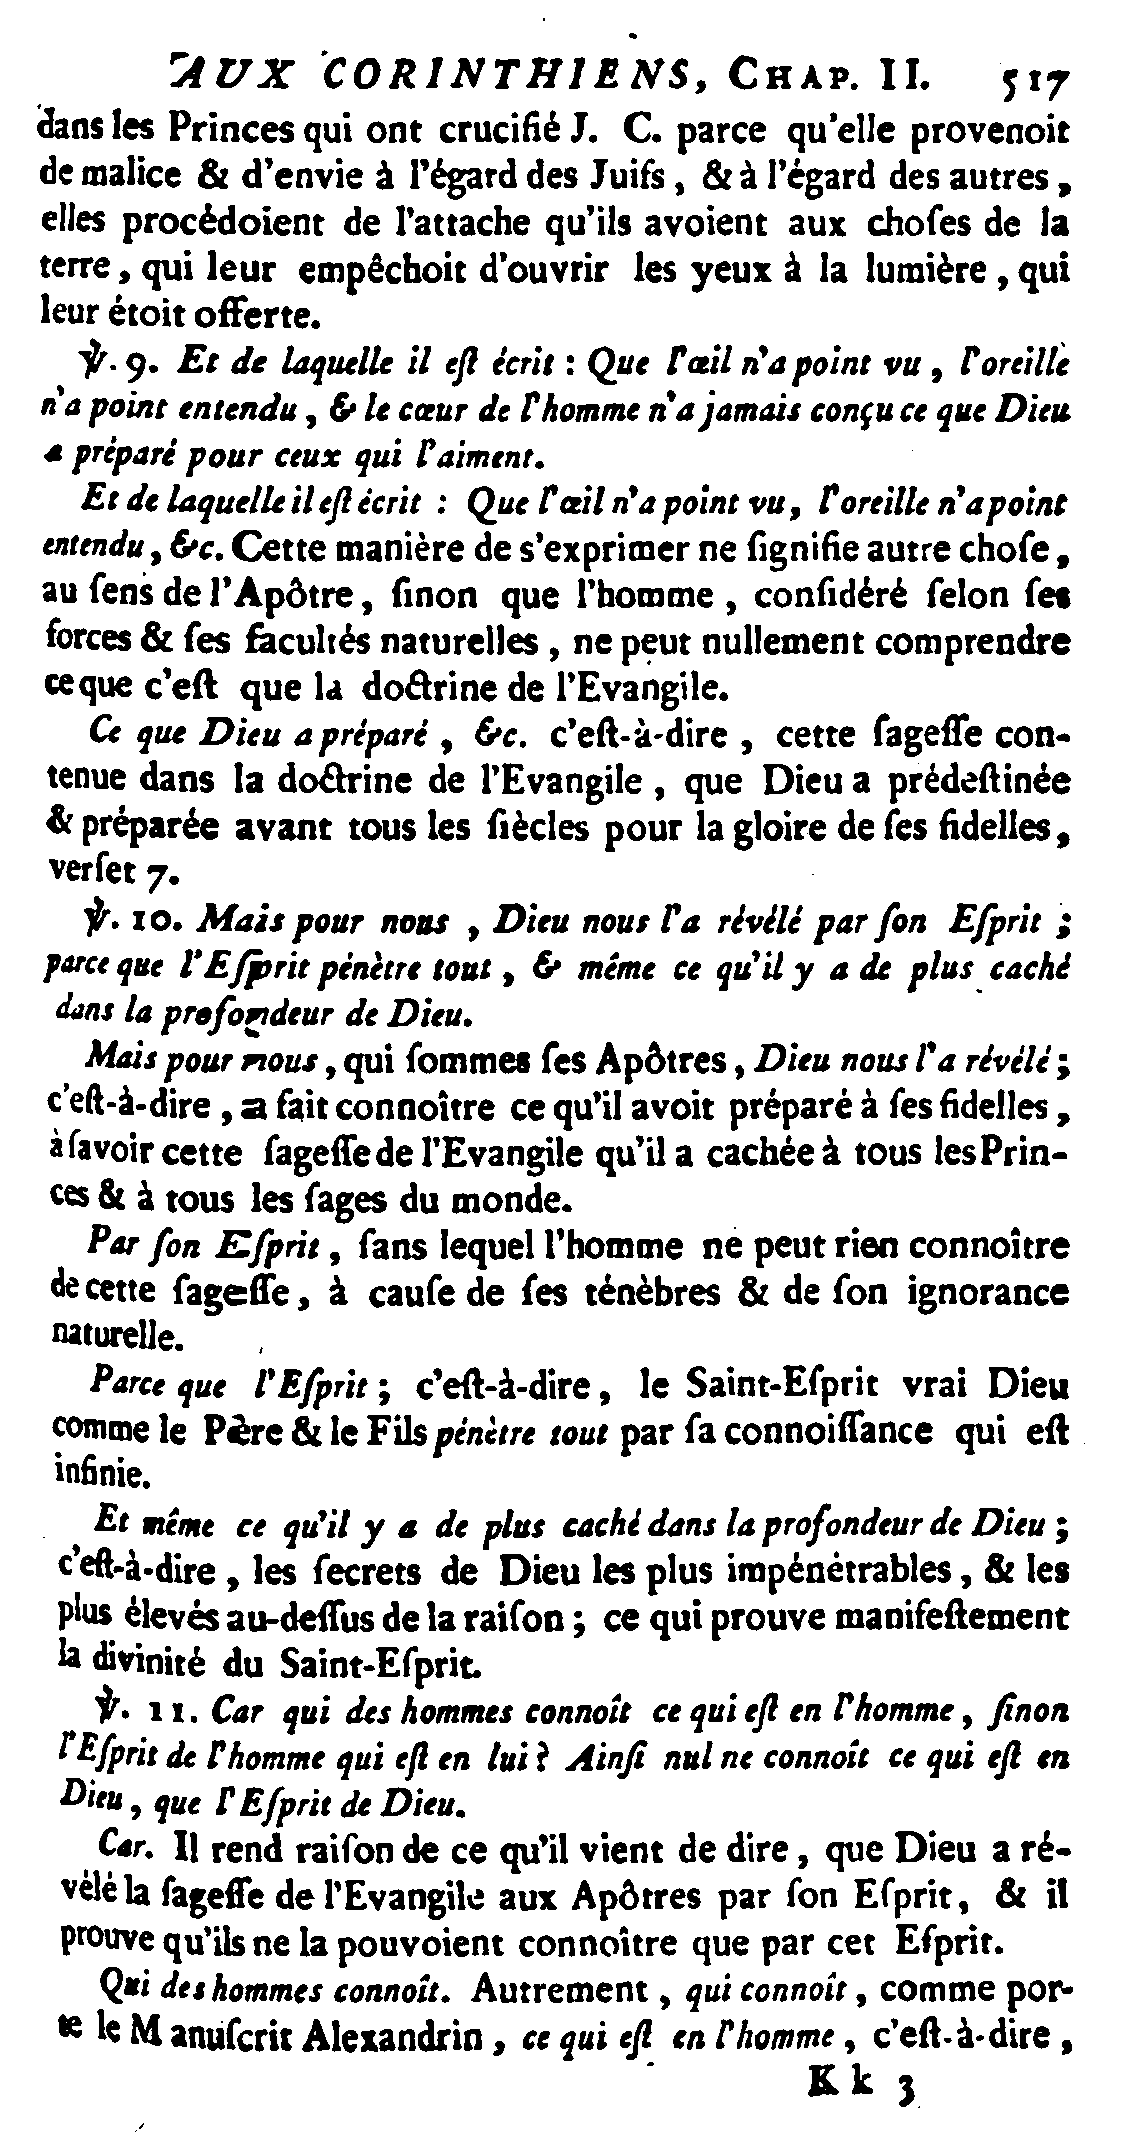 AUX CORINTHIENS, CHAP. II. 517
dans les Princes qui ont crucifié J. C. parce qu'elle provenoit
de malice & d'envie à l'égard des Juifs, & à l'égard des autres,
elles procédoient de l'attache qu'ils avoient aux choſes de la
terre, qui leur empêchoit d'ouvrir les yeux à la lumière, qui
leur étoit offerte.
℣. 9. Et de laquelle il eſt écrit : Que l'œil n'a point vu, l'oreille
n'a point entendu, & le cœur de l'homme n'a jamais conçu ce que Dieu
a préparé pour ceux qui l'aiment.
Et de laquelle il eſt écrit : Que l'œil n'a point vu, l'oreille n'a point
entendu, &c. Cette manière de s'exprimer ne ſignifie autre choſe,
au ſens de l'Apôtre, ſinon que l'homme, conſidéré ſelon ſes
forces & ſes facultés naturelles, ne peut nullement comprendre
ce que c'eſt que la doctrine de l'Evangile.
Ce que Dieu a préparé, &c. c'eſt-à-dire, cette ſageſſe con-
tenue dans la doctrine de l'Evangile, que Dieu a prédeſtinée
& préparée avant tous les ſiècles pour la gloire de ſes fidelles,
verſet 7.
℣. 10. Mais pour nous, Dieu nous l'a révélé par ſon Eſprit ;
parce que l'Eſprit pénètre tout, & même ce qu'il y a de plus caché
dans la profondeur de Dieu.
Mais pour nous, qui ſommes ſes Apôtres, Dieu nous l'a révélé ;
c'eſt-à-dire, a fait connoître ce qu'il avoit préparé à ſes fidelles,
à ſavoir cette ſageſſe de l'Evangile qu'il a cachée à tous les Prin-
ces & à tous les ſages du monde.
Par ſon Eſprit, ſans lequel l'homme ne peut rien connoître
de cette ſageſſe, à cauſe de ſes ténèbres & de ſon ignorance
naturelle.
Parce que l'Eſprit ; c'eſt-à-dire, le Saint-Eſprit vrai Dieu
comme le Père & le Fils pénètre tout par ſa connoiſſance qui eſt
infinie.
Et même ce qu'il y a de plus caché dans la profondeur de Dieu ;
c'eſt-à-dire, les ſecrets de Dieu les plus impénétrables, & les
plus élevés au-deſſus de la raiſon ; ce qui prouve manifeſtement
la divinité du Saint-Eſprit.
℣. 11. Car qui des hommes connoît ce qui eſt en l'homme, ſinon
l'Eſprit de l'homme qui eſt en lui ? Ainſi nul ne connoît ce qui eſt en
Dieu, que l'Eſprit de Dieu.
Car. Il rend raiſon de ce qu'il vient de dire, que Dieu a ré-
vélé la ſageſſe de l'Evangile aux Apôtres par ſon Eſprit, & il
prouve qu'ils ne la pouvoient connoître que par cet Eſprit.
Qui des hommes connoît. Autrement, qui connoît, comme por-
te le Manuſcrit Alexandrin, ce qui eſt en l'homme, c'eſt-à-dire,
K k 3